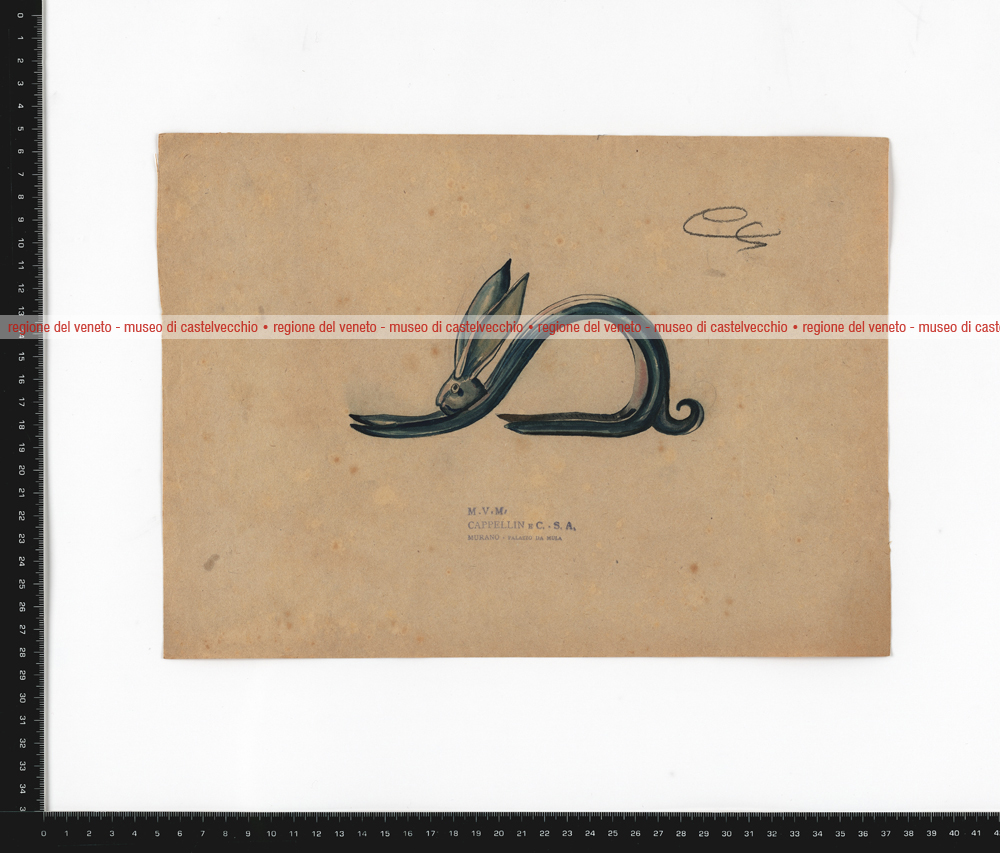 0 1 2 3 4 5 6 7 8 9 10 11 12 13 14 15 16 17 18 19 20 21 22 23 24 25 26 27 28 29 30 31 32 33 34 3
regione del veneto - museo di castelvecchio • regione del veneto - museo di castelvecchio • regione del veneto - museo di castelvecchio • regione del veneto - museo di cast
M.V.M.
CAPPELLIN E C. - S. A.
MURANO - PALAZZO DA MULA
0 1 2 3 4 5 6 7 8 9 10 11 12 13 14 15 16 17 18 19 20 21 22 23 24 25 26 27 28 29 30 31 32 33 34 35 36 37 38 39 40 41 4